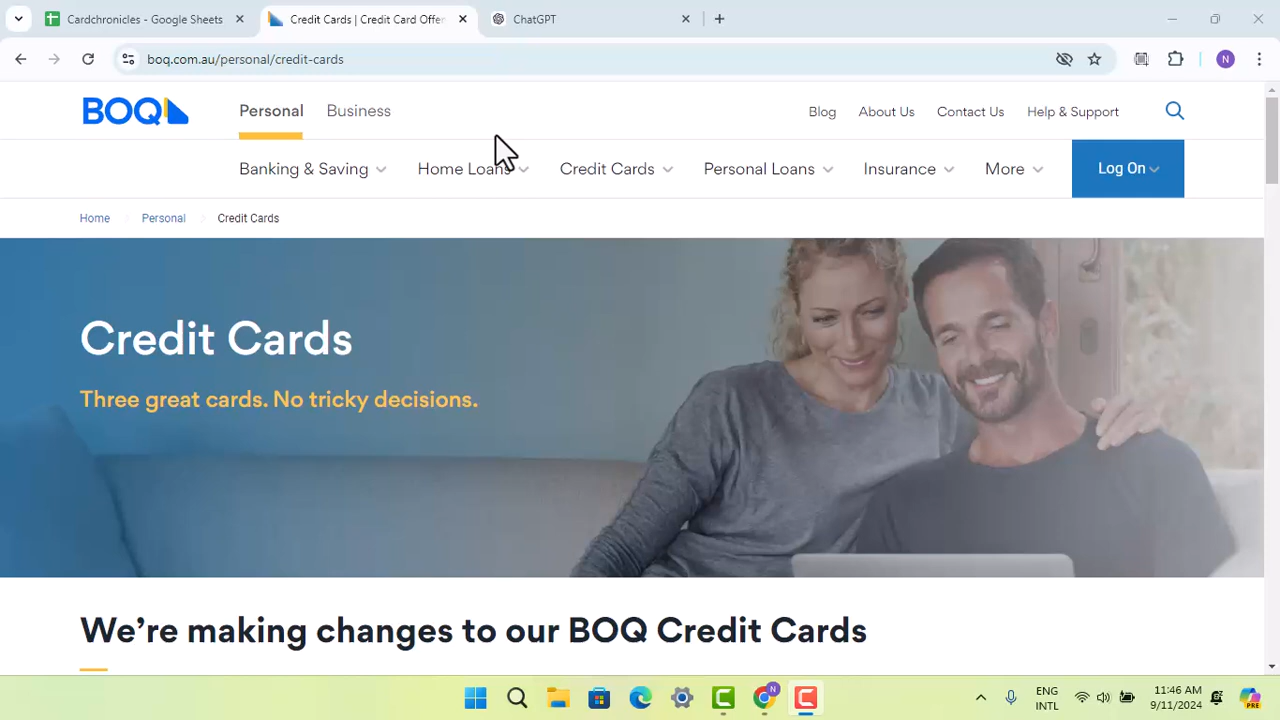 Cardchronicles - Google Sheets
Credit Cards | Credit Card Offer
ChatGPT
boq.com.au/personal/credit-cards
N
BOQ
Personal
Business
Blog
About Us
Contact Us
Help & Support
Banking & Saving
Home Loans
Credit Cards
Personal Loans
Insurance
More
Log On
Home
Personal
Credit Cards
Credit Cards
Three great cards. No tricky decisions.
We’re making changes to our BOQ Credit Cards
ENG
INTL
11:46 AM
9/11/2024
PRE